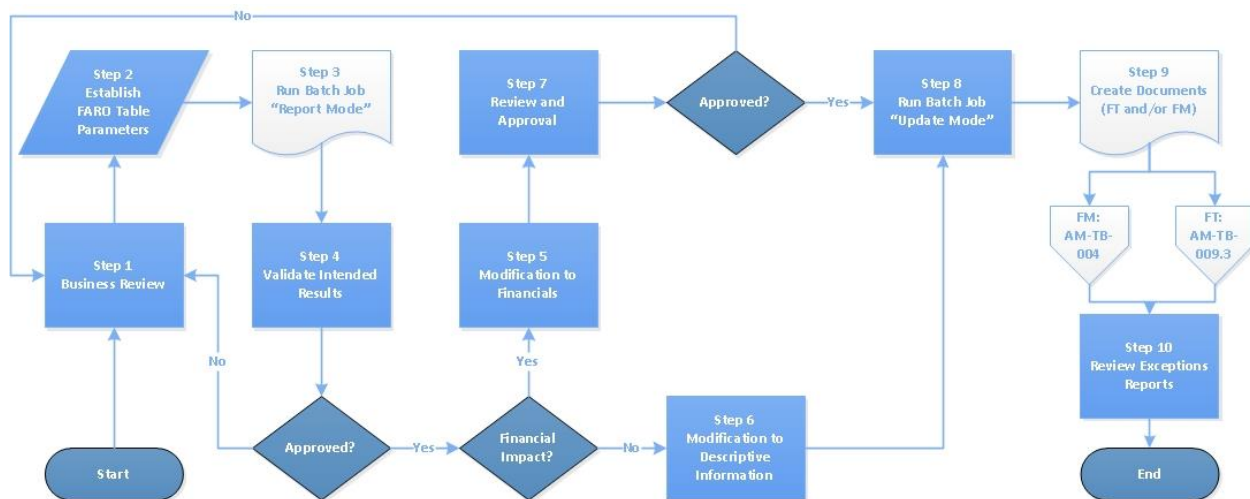 No
Step 2
Establish
FARO Table
Parameters
Step 3
Run Batch Job
“Report Mode”
Step 7
Review and
Approval
Approved?
Yes
Step 8
Run Batch Job
“Update Mode”
Step 9
Create Documents
(FT and/or FM)
Step 1
Business Review
Step 4
Validate Intended
Results
Step 5
Modification to
Financials
FM:
AM-TB-
004
FT:
AM-TB-
009.3
No
Yes
Step 10
Review Exceptions
Reports
Start
Approved?
Yes
Financial
Impact?
No
Step 6
Modification to
Descriptive
Information
End